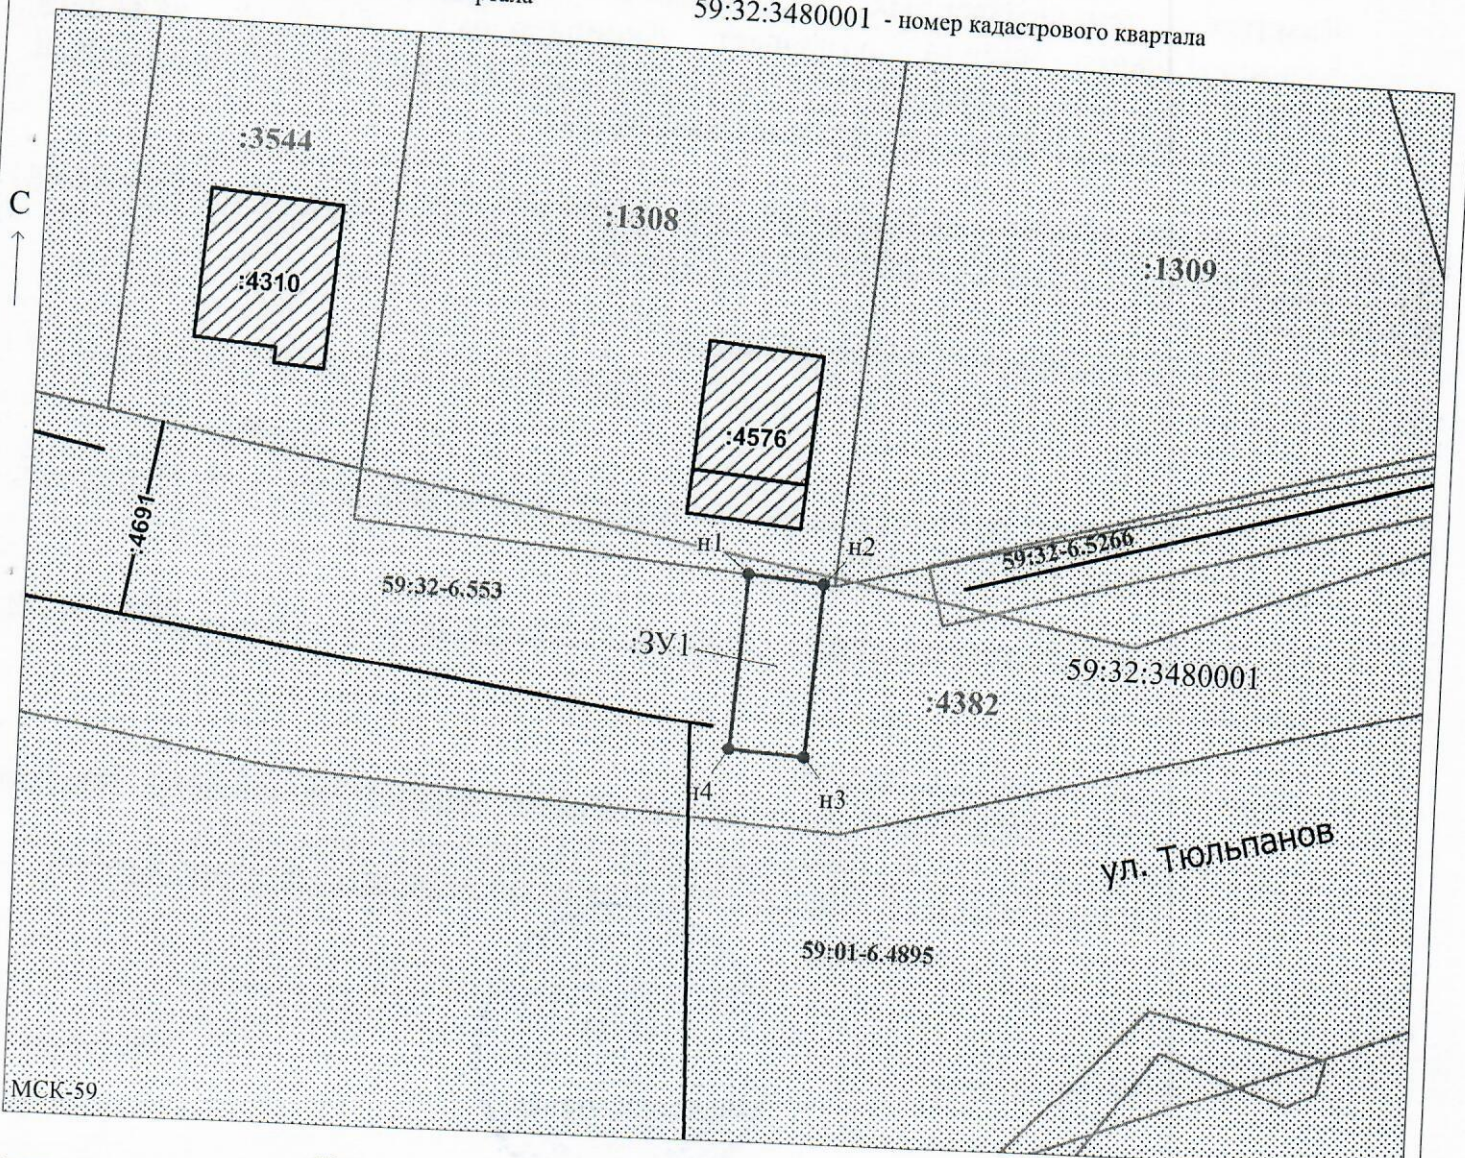 59:32:3480001 - номер кадастрового квартала
:3544
С
:1308
:1309
:4310
:4576
:4691
н1
н2
59:32-6.5266
59:32-6.553
:ЗУ1
59:32:3480001
:4382
н4
н3
ул. Тюльпанов
59:01-6.4895
МСК-59